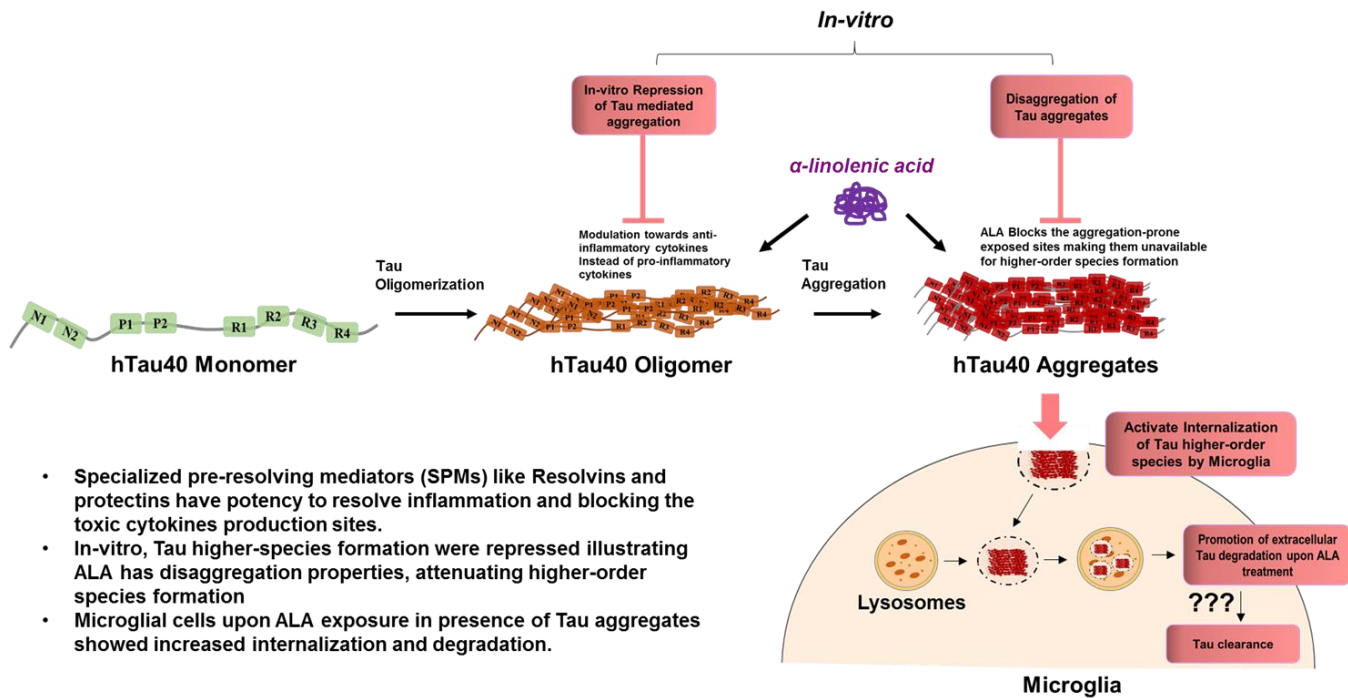 In-vitro
In-vitro Repression
of Tau mediated
aggregation
Disaggregation of
Tau aggregates
α-linolenic acid
Modulation towards anti-
inflammatory cytokines
Instead of pro-inflammatory
cytokines
ALA Blocks the aggregation-prone
exposed sites making them unavailable
for higher-order species formation
Tau
Oligomerization
Tau
Aggregation
N1 N2 P1 P2 R1 R2 R3 R4
hTau40 Monomer
hTau40 Oligomer
hTau40 Aggregates
Activate Internalization
of Tau higher-order
species by Microglia
• Specialized pre-resolving mediators (SPMs) like Resolvins and
protectins have potency to resolve inflammation and blocking the
toxic cytokines production sites.
• In-vitro, Tau higher-species formation were repressed illustrating
ALA has disaggregation properties, attenuating higher-order
species formation
• Microglial cells upon ALA exposure in presence of Tau aggregates
showed increased internalization and degradation.
Lysosomes
Promotion of extracellular
Tau degradation upon ALA
treatment
???
Tau clearance
Microglia